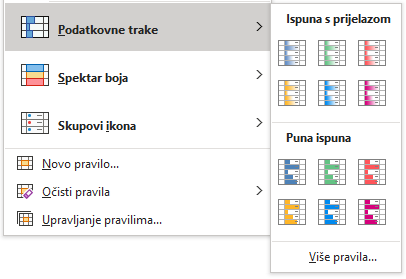 Podatkovne trake
Spektar boja
Skupovi ikona
Novo pravilo...
Očisti pravila
Upravljanje pravilima...
Ispuna s prijelazom
Puna ispuna
Više pravila...